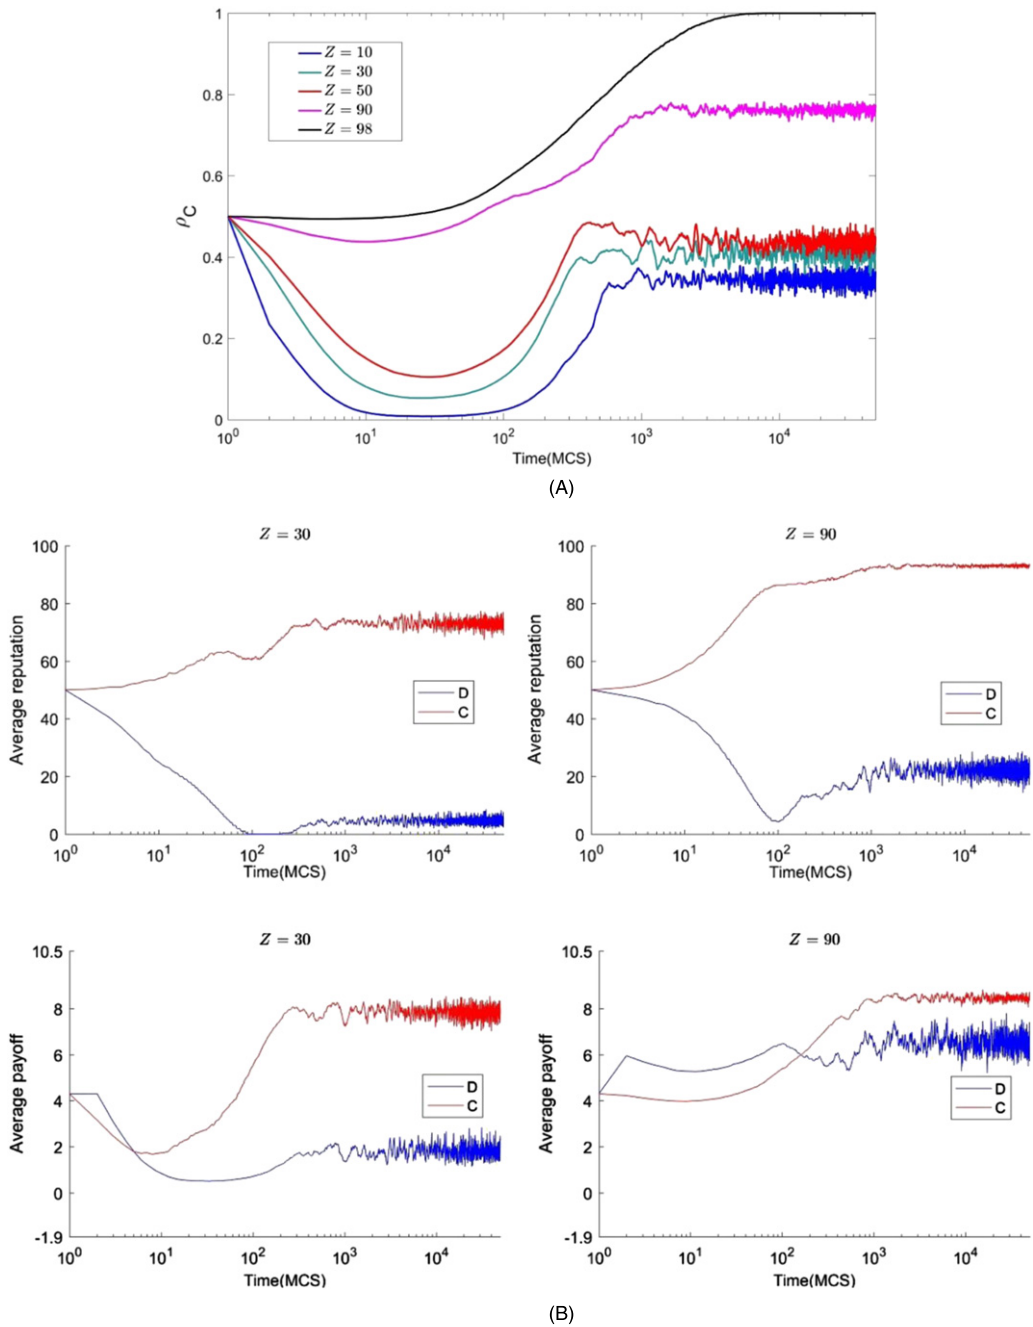 1
0.8
0.6
0.4
0.2
0
ρC
Z = 10
Z = 30
Z = 50
Z = 90
Z = 98
10^0 10^1 10^2 10^3 10^4
Time(MCS)
(A)
Z = 30
100
80
60
40
20
0
Average reputation
D
C
10^0 10^1 10^2 10^3 10^4
Time(MCS)
Z = 90
100
80
60
40
20
0
Average reputation
D
C
10^0 10^1 10^2 10^3 10^4
Time(MCS)
Z = 30
10.5
8
6
4
2
0
-1.9
Average payoff
D
C
10^0 10^1 10^2 10^3 10^4
Time(MCS)
Z = 90
10.5
8
6
4
2
0
-1.9
Average payoff
D
C
10^0 10^1 10^2 10^3 10^4
Time(MCS)
(B)